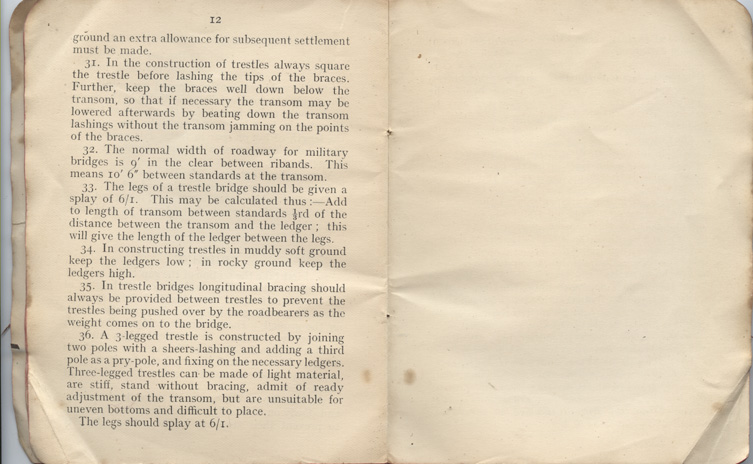 12
ground an extra allowance for subsequent settlement
must be made.
31. In the construction of trestles always square
the trestle before lashing the tips of the braces.
Further, keep the braces well down below the
transom, so that if necessary the transom may be
lowered afterwards by beating down the transom
lashings without the transom jamming on the points
of the braces.
32. The normal width of roadway for military
bridges is 9′ in the clear between ribands. This
means 10′ 6″ between standards at the transom.
33. The legs of a trestle bridge should be given a
splay of 6/1. This may be calculated thus :—Add
to length of transom between standards ⅓rd of the
distance between the transom and the ledger ; this
will give the length of the ledger between the legs.
34. In constructing trestles in muddy soft ground
keep the ledgers low ; in rocky ground keep the
ledgers high.
35. In trestle bridges longitudinal bracing should
always be provided between trestles to prevent the
trestles being pushed over by the roadbearers as the
weight comes on to the bridge.
36. A 3-legged trestle is constructed by joining
two poles with a sheers-lashing and adding a third
pole as a pry-pole, and fixing on the necessary ledgers.
Three-legged trestles can be made of light material,
are stiff, stand without bracing, admit of ready
adjustment of the transom, but are unsuitable for
uneven bottoms and difficult to place.
The legs should splay at 6/1.